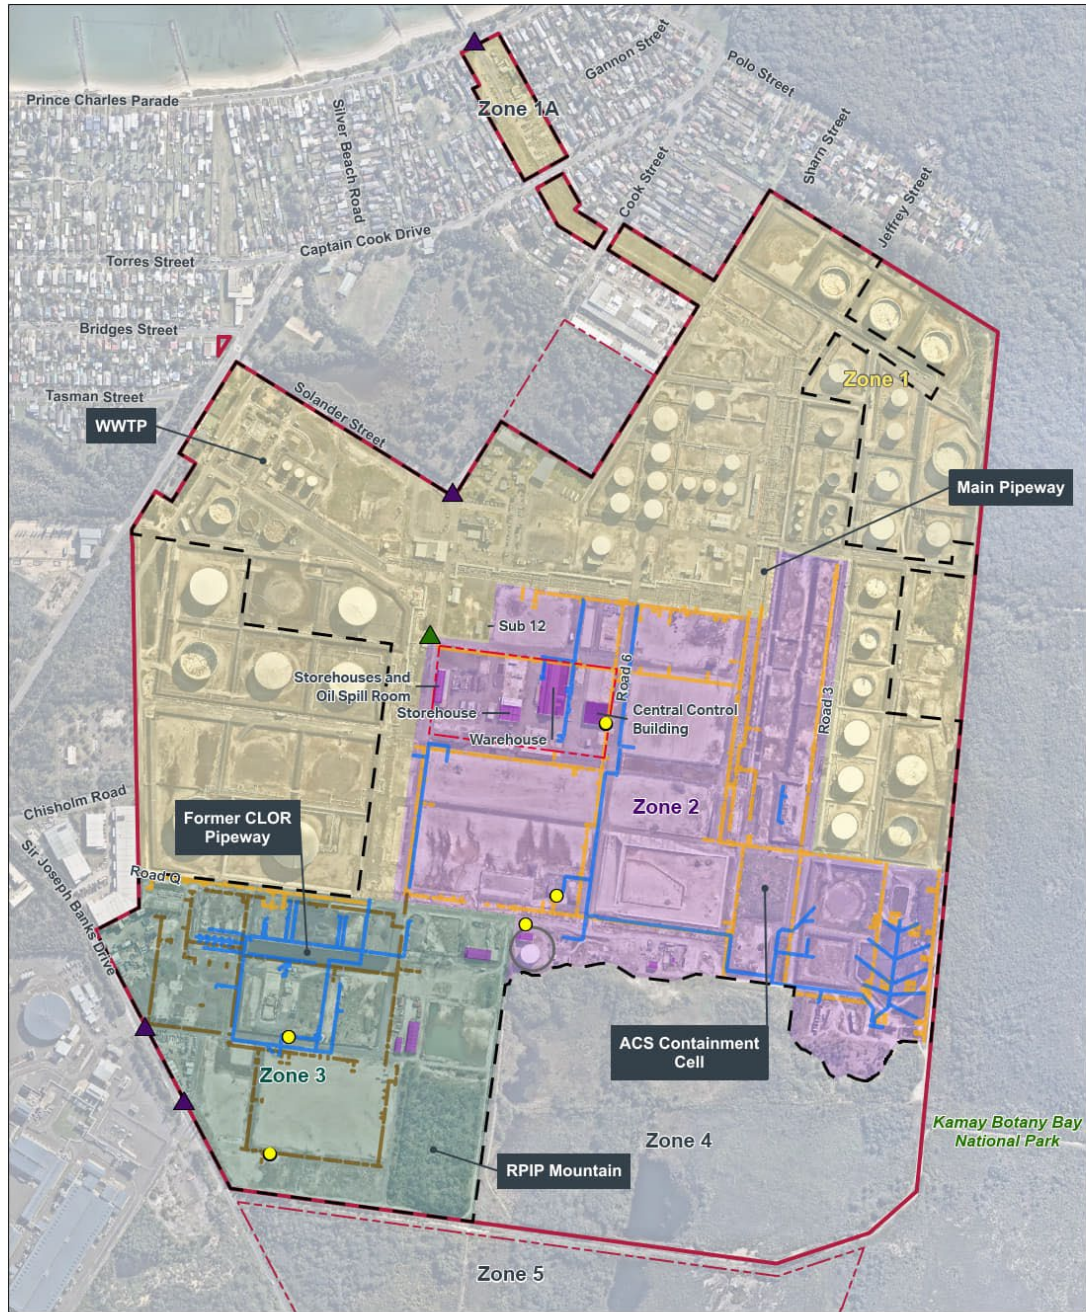 Gannon Street
Polo Street
Zone 1A
Prince Charles Parade
Silver Beach Road
Sharn Street
Cook Street
Jeffrey Street
Captain Cook Drive
Torres Street
Bridges Street
Zone 1
Tasman Street
Solander Street
WWTP
Main Pipeway
Sub 12
Storehouses and
Oil Spill Room
Road 6
Storehouse
Central Control
Building
Road 3
Warehouse
Chisholm Road
Zone 2
Former CLOR
Pipeway
Road Q
Sir Joseph Banks Drive
ACS Containment
Cell
Zone 3
Kamay Botany Bay
National Park
Zone 4
RPIP Mountain
Zone 5